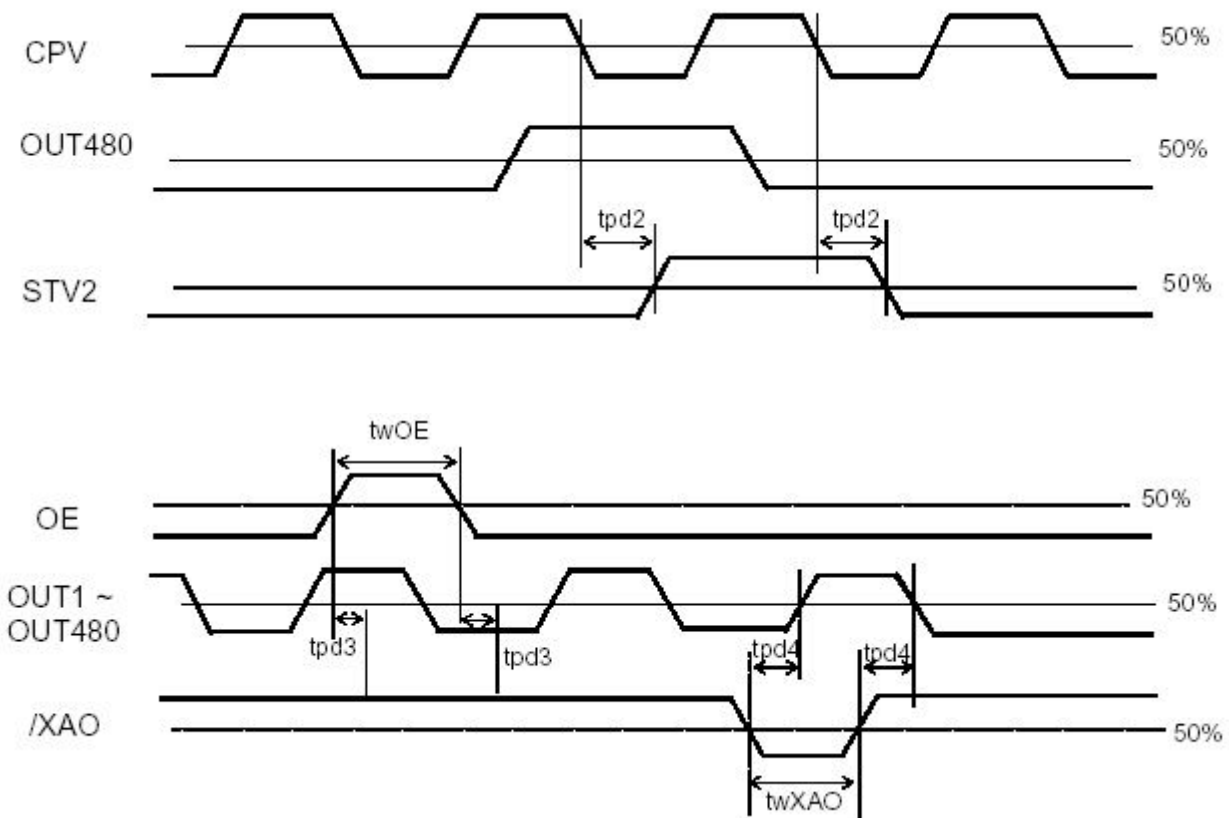 CPV
50%
OUT480
50%
tpd2
tpd2
STV2
50%
twOE
OE
50%
OUT1 ~
OUT480
50%
tpd3
tpd3
tpd4
tpd4
/XAO
50%
twXAO